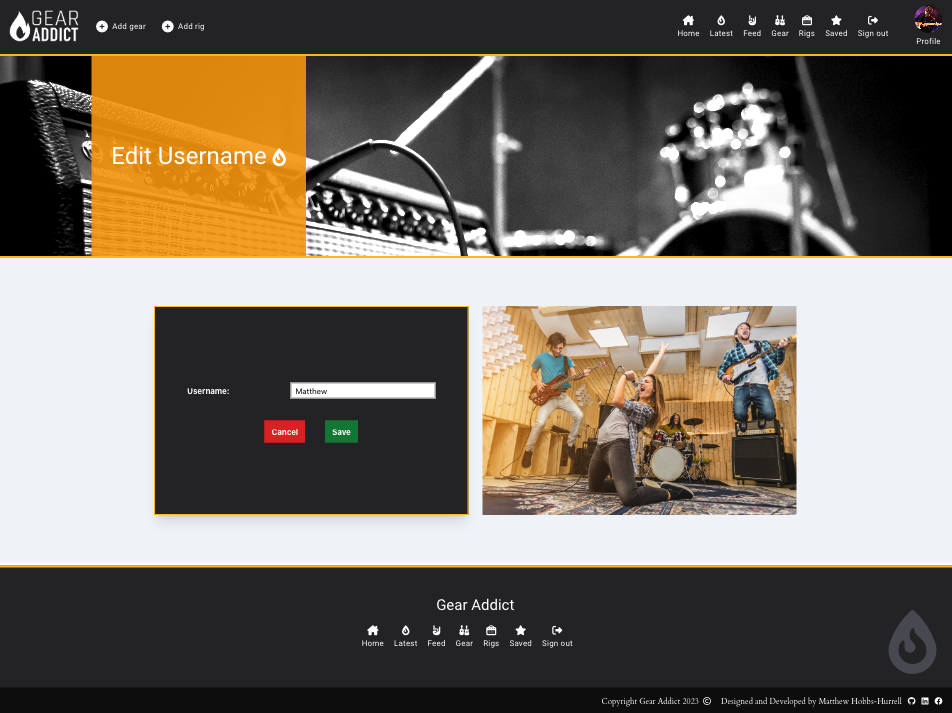 GEAR
ADDICT
Add gear
Add rig
Home
Latest
Feed
Gear
Rigs
Saved
Sign out
Profile
Edit Username
Username:
Matthew
Cancel
Save
Gear Addict
Home
Latest
Feed
Gear
Rigs
Saved
Sign out
Copyright Gear Addict 2023 ©
Designed and Developed by Matthew Hobbs-Hurrell